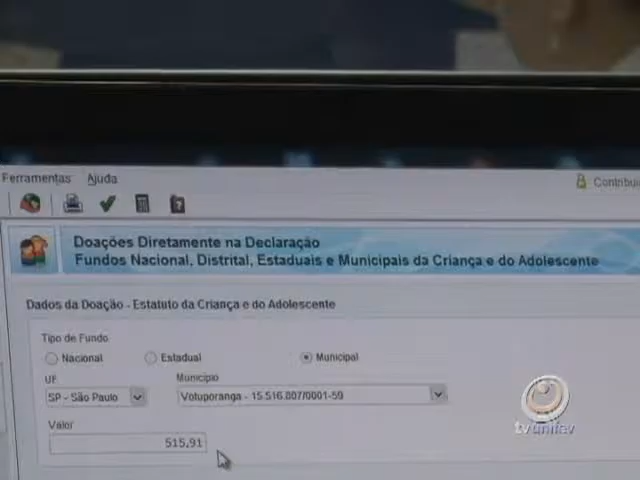 Ferramentas Ajuda
Doações Diretamente na Declaração
Fundos Nacional, Distrital, Estaduais e Municipais da Criança e do Adolescente
Dados da Doação - Estatuto da Criança e do Adolescente
Tipo de Fundo
Nacional Estadual Municipal
UF Município
SP - São Paulo Votuporanga - 15.516.807/0001-59
Valor
515,91
tv unifev